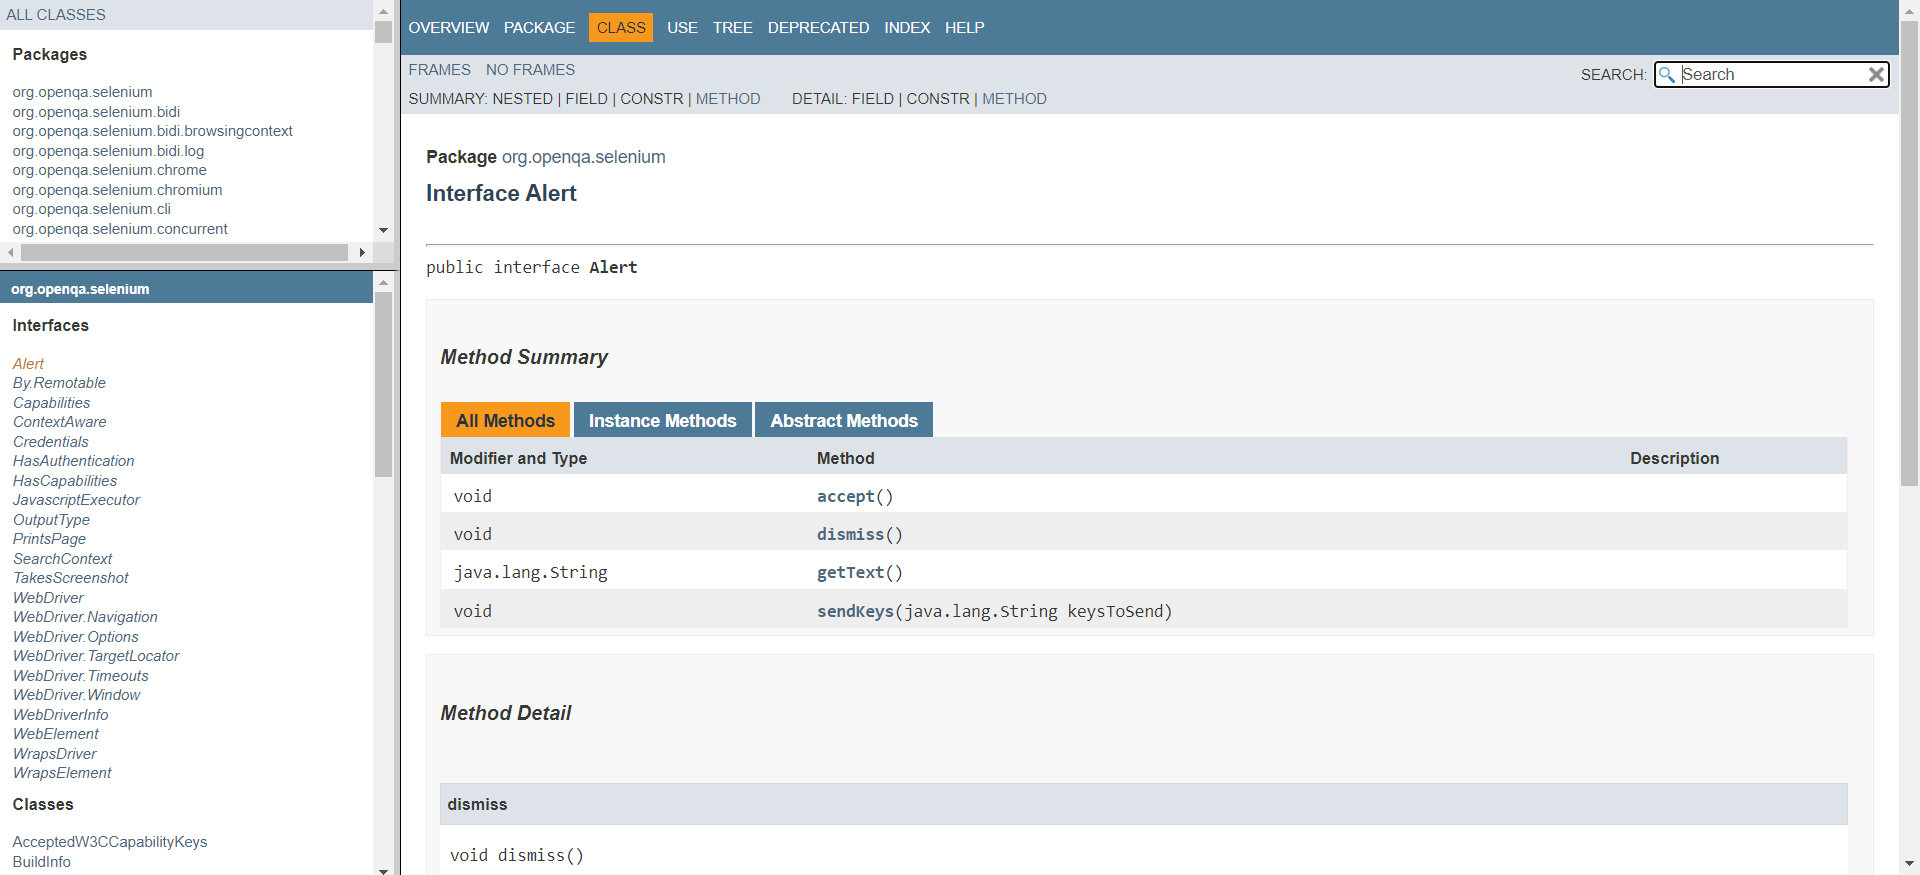 ALL CLASSES
Packages
org.openqa.selenium
org.openqa.selenium.bidi
org.openqa.selenium.bidi.browsingcontext
org.openqa.selenium.bidi.log
org.openqa.selenium.chrome
org.openqa.selenium.chromium
org.openqa.selenium.cli
org.openqa.selenium.concurrent
org.openqa.selenium
Interfaces
Alert
By.Remotable
Capabilities
ContextAware
Credentials
HasAuthentication
HasCapabilities
JavascriptExecutor
OutputType
PrintsPage
SearchContext
TakesScreenshot
WebDriver
WebDriver.Navigation
WebDriver.Options
WebDriver.TargetLocator
WebDriver.Timeouts
WebDriver.Window
WebDriverInfo
WebElement
WrapsDriver
WrapsElement
Classes
AcceptedW3CCapabilityKeys
BuildInfo
OVERVIEW PACKAGE CLASS USE TREE DEPRECATED INDEX HELP
FRAMES NO FRAMES
SEARCH: Search
SUMMARY: NESTED | FIELD | CONSTR | METHOD DETAIL: FIELD | CONSTR | METHOD
Package org.openqa.selenium
Interface Alert
public interface Alert
Method Summary
All Methods Instance Methods Abstract Methods
Modifier and Type Method Description
void accept()
void dismiss()
java.lang.String getText()
void sendKeys(java.lang.String keysToSend)
Method Detail
dismiss
void dismiss()